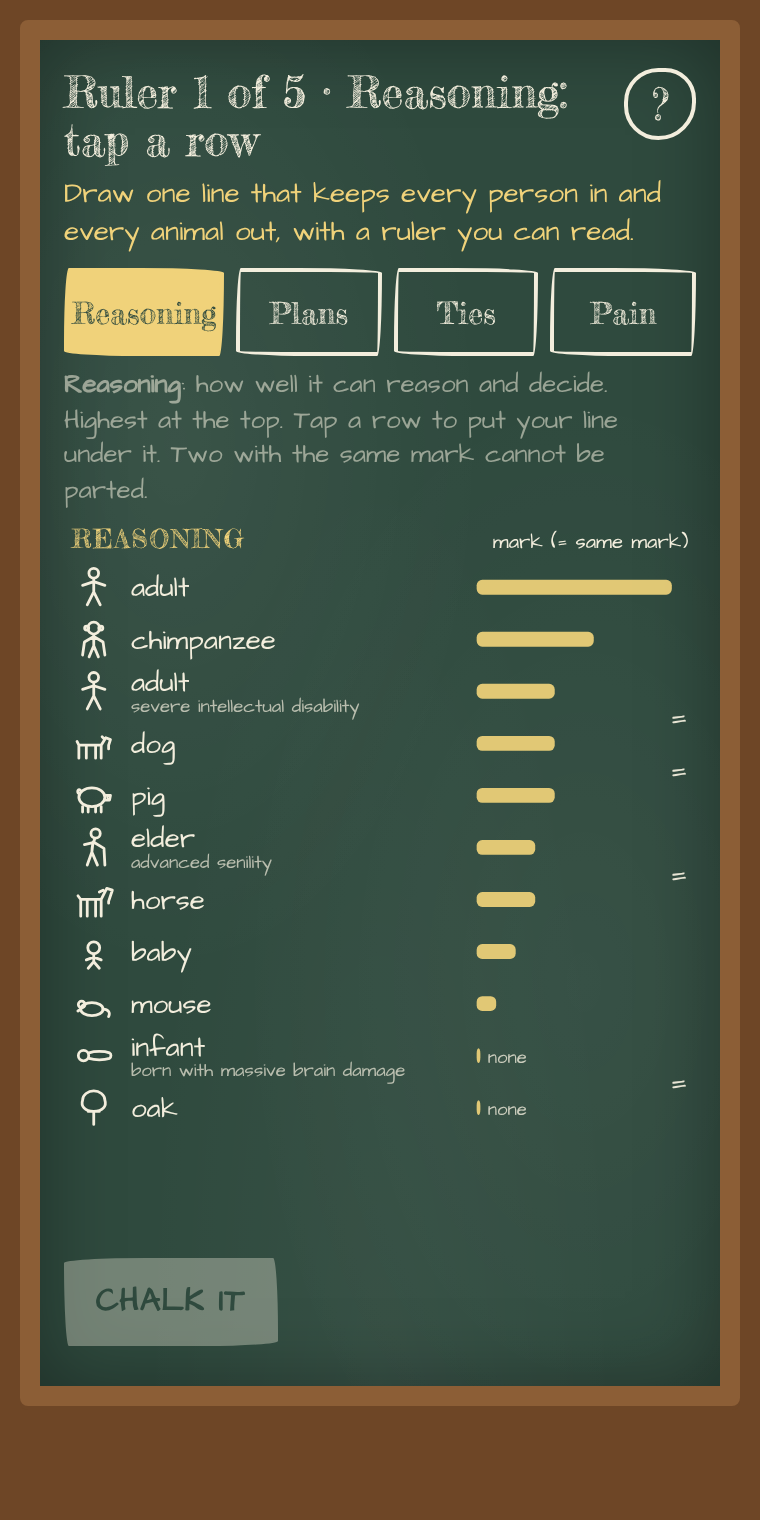 Ruler 1 of 5 · Reasoning:
tap a row
?
Draw one line that keeps every person in and
every animal out, with a ruler you can read.
Reasoning
Plans
Ties
Pain
Reasoning: how well it can reason and decide.
Highest at the top. Tap a row to put your line
under it. Two with the same mark cannot be
parted.
REASONING
mark (= same mark)
adult
chimpanzee
adult
severe intellectual disability
=
dog
=
pig
elder
advanced senility
=
horse
baby
mouse
infant
born with massive brain damage
none
=
oak
none
CHALK IT